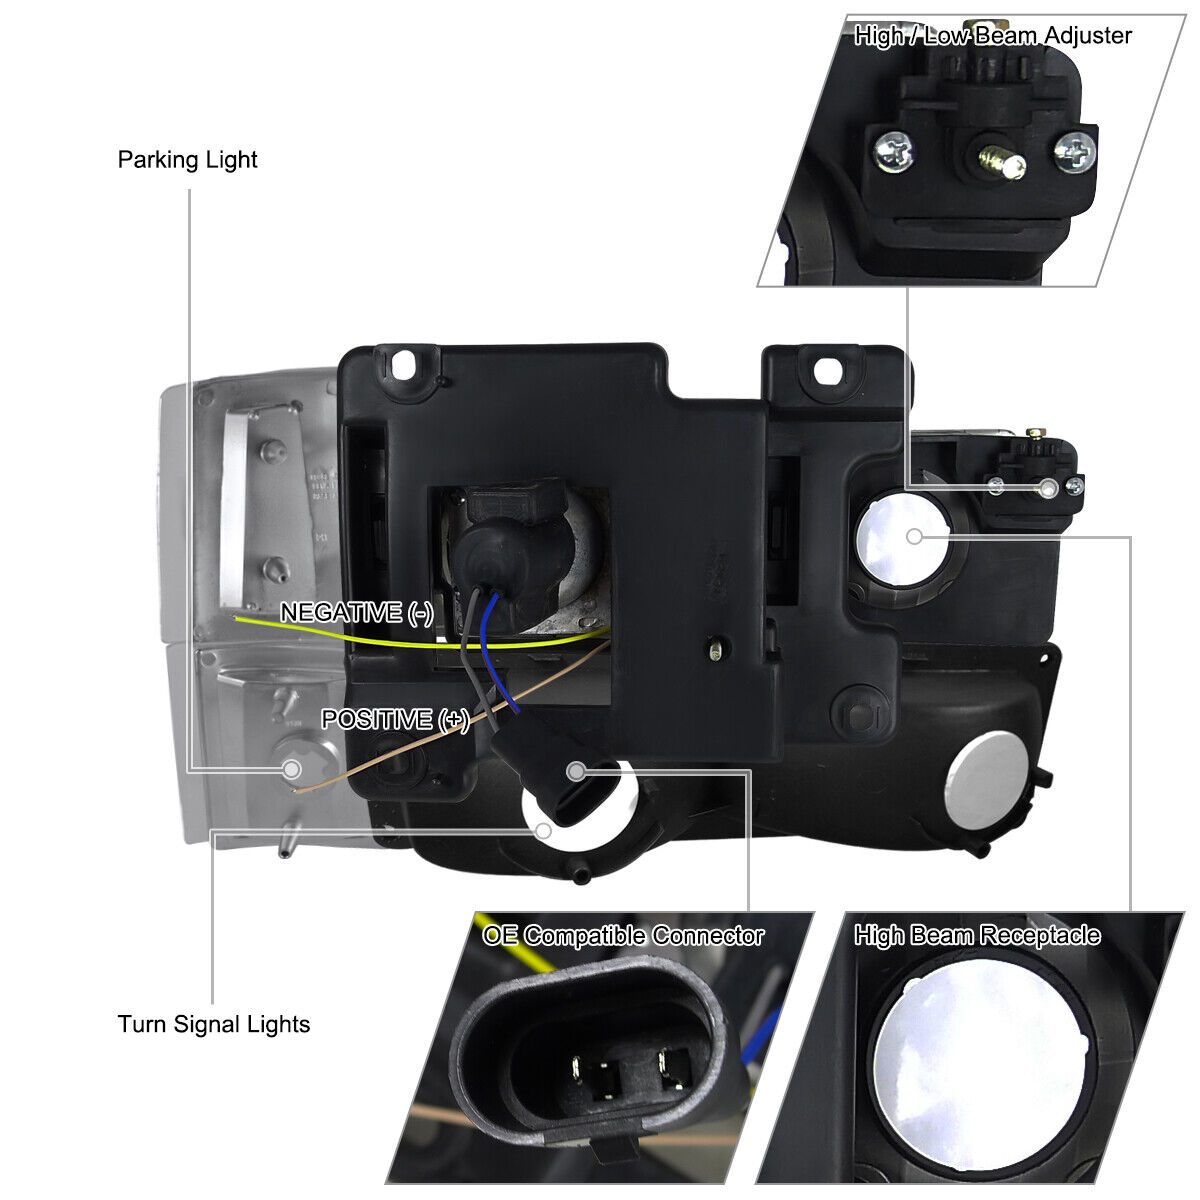 High / Low Beam Adjuster
Parking Light
NEGATIVE (-)
POSITIVE (+)
OE Compatible Connector
High Beam Receptacle
Turn Signal Lights